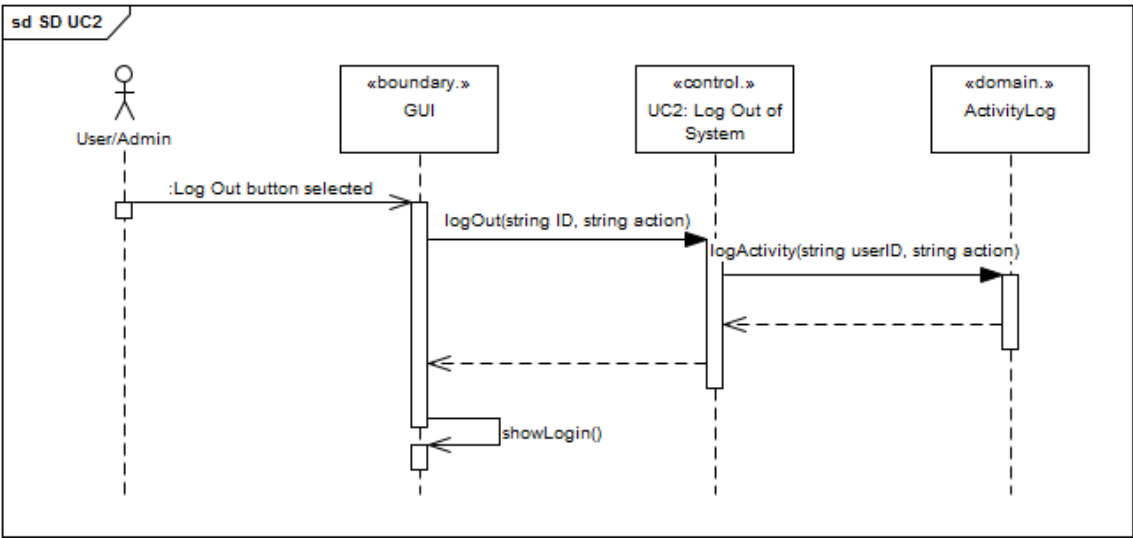 sd SD UC2
User/Admin
«boundary.»
GUI
«control.»
UC2: Log Out of
System
«domain.»
ActivityLog
:Log Out button selected
logOut(string ID, string action)
logActivity(string userID, string action)
showLogin()